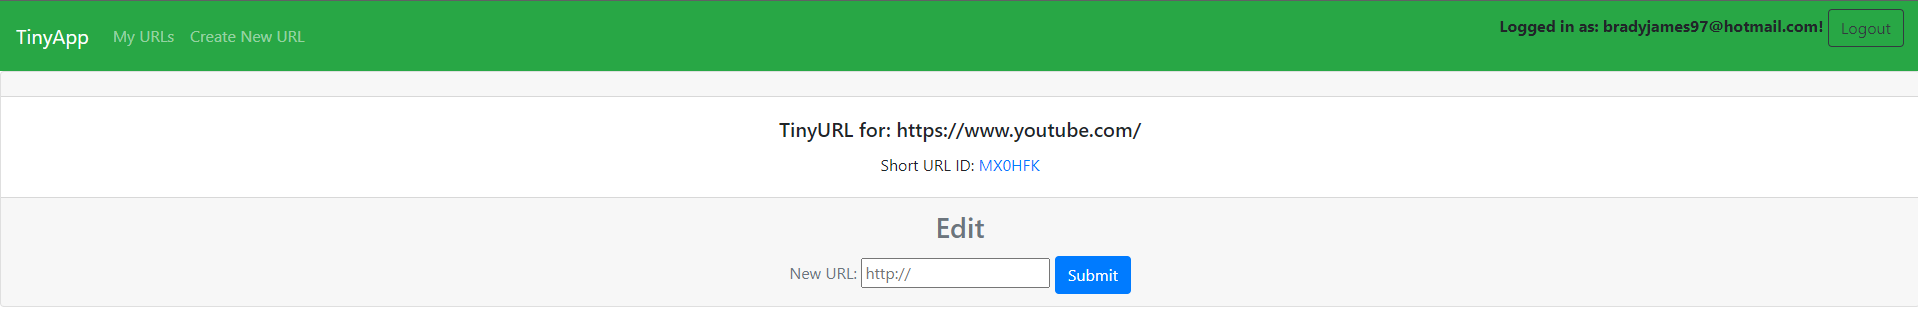 TinyApp My URLs Create New URL Logged in as: bradyjames97@hotmail.com! Logout
TinyURL for: https://www.youtube.com/
Short URL ID: MX0HFK
Edit
New URL: http:// Submit